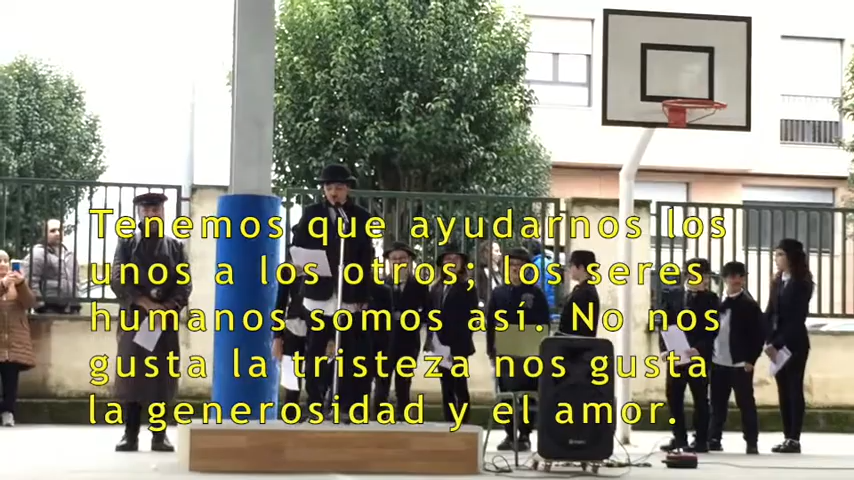 Tenemos que ayudarnos los
unos a los otros; los seres
humanos somos así. No nos
gusta la tristeza, nos gusta
la generosidad y el amor.